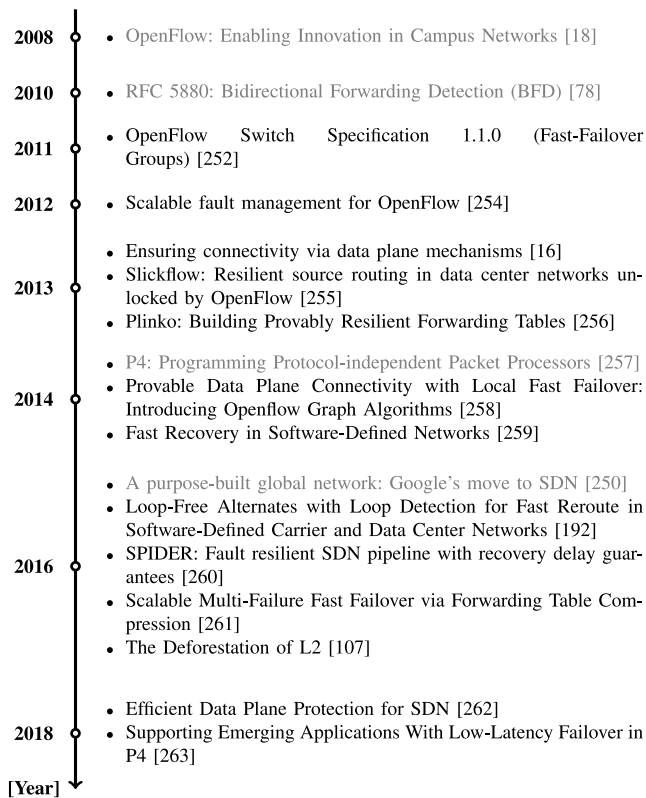 2008 • OpenFlow: Enabling Innovation in Campus Networks [18]
2010 • RFC 5880: Bidirectional Forwarding Detection (BFD) [78]
2011 • OpenFlow Switch Specification 1.1.0 (Fast-Failover
Groups) [252]
2012 • Scalable fault management for OpenFlow [254]
• Ensuring connectivity via data plane mechanisms [16]
2013 • Slickflow: Resilient source routing in data center networks un-
locked by OpenFlow [255]
• Plinko: Building Provably Resilient Forwarding Tables [256]
• P4: Programming Protocol-independent Packet Processors [257]
2014 • Provable Data Plane Connectivity with Local Fast Failover:
Introducing Openflow Graph Algorithms [258]
• Fast Recovery in Software-Defined Networks [259]
• A purpose-built global network: Google's move to SDN [250]
• Loop-Free Alternates with Loop Detection for Fast Reroute in
Software-Defined Carrier and Data Center Networks [192]
2016 • SPIDER: Fault resilient SDN pipeline with recovery delay guar-
antees [260]
• Scalable Multi-Failure Fast Failover via Forwarding Table Com-
pression [261]
• The Deforestation of L2 [107]
• Efficient Data Plane Protection for SDN [262]
2018 • Supporting Emerging Applications With Low-Latency Failover in
P4 [263]
[Year]